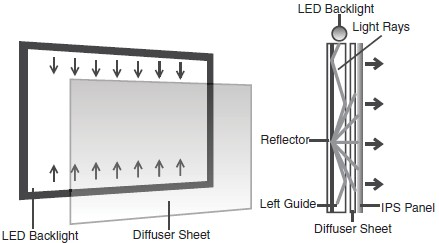 LED Backlight
Light Rays
Reflector
Left Guide
IPS Panel
Diffuser Sheet
LED Backlight
Diffuser Sheet